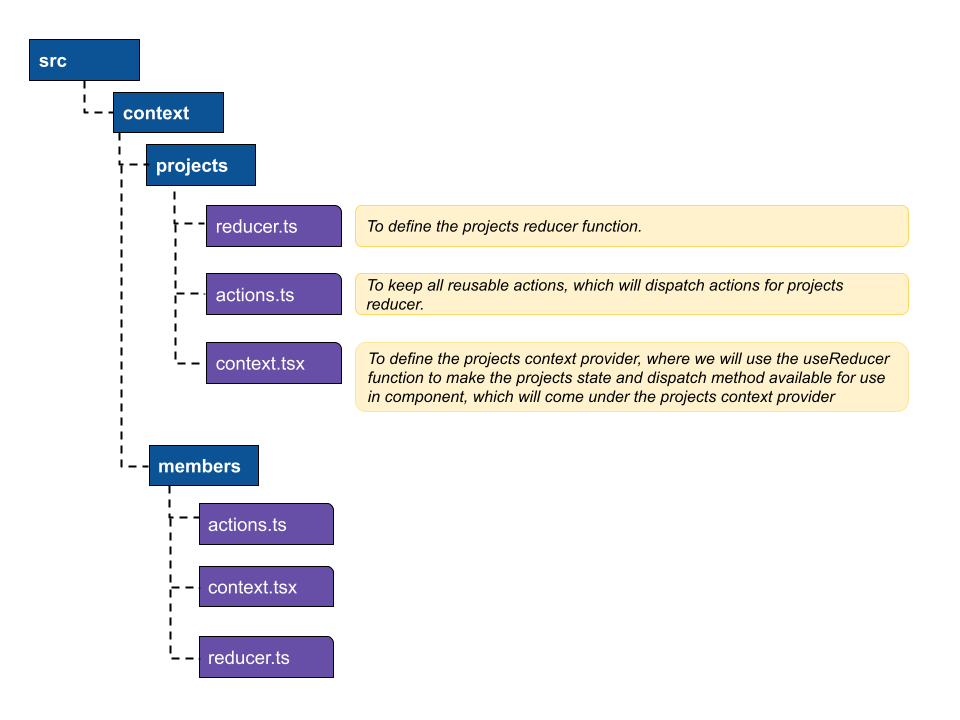 src
context
projects
reducer.ts
To define the projects reducer function.
actions.ts
To keep all reusable actions, which will dispatch actions for projects
reducer.
context.tsx
To define the projects context provider, where we will use the useReducer
function to make the projects state and dispatch method available for use
in component, which will come under the projects context provider
members
actions.ts
context.tsx
reducer.ts